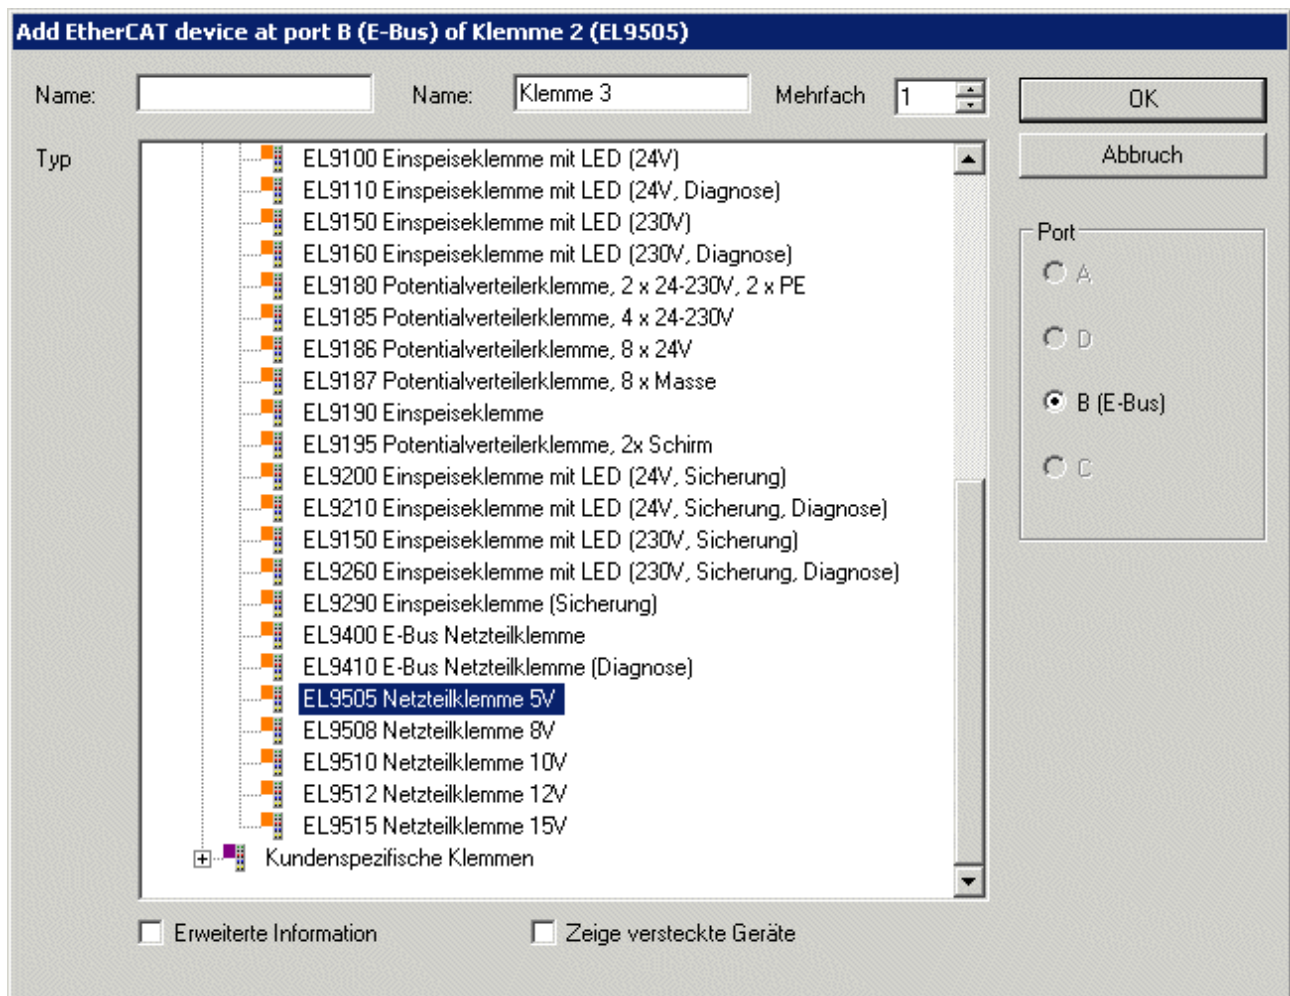 Add EtherCAT device at port B (E-Bus) of Klemme 2 (EL9505)
Name: Name: Klemme 3 Mehrfach 1 OK
Typ Abbruch
EL9100 Einspeiseklemme mit LED (24V)
EL9110 Einspeiseklemme mit LED (24V, Diagnose)
EL9150 Einspeiseklemme mit LED (230V)
EL9160 Einspeiseklemme mit LED (230V, Diagnose)
EL9180 Potentialverteilerklemme, 2 x 24-230V, 2 x PE
EL9185 Potentialverteilerklemme, 4 x 24-230V
EL9186 Potentialverteilerklemme, 8 x 24V
EL9187 Potentialverteilerklemme, 8 x Masse
EL9190 Einspeiseklemme
EL9195 Potentialverteilerklemme, 2x Schirm
EL9200 Einspeiseklemme mit LED (24V, Sicherung)
EL9210 Einspeiseklemme mit LED (24V, Sicherung, Diagnose)
EL9150 Einspeiseklemme mit LED (230V, Sicherung)
EL9260 Einspeiseklemme mit LED (230V, Sicherung, Diagnose)
EL9290 Einspeiseklemme (Sicherung)
EL9400 E-Bus Netzteilklemme
EL9410 E-Bus Netzteilklemme (Diagnose)
EL9505 Netzteilklemme 5V
EL9508 Netzteilklemme 8V
EL9510 Netzteilklemme 10V
EL9512 Netzteilklemme 12V
EL9515 Netzteilklemme 15V
Kundenspezifische Klemmen
Port
A
D
B (E-Bus)
C
Erweiterte Information Zeige versteckte Geräte